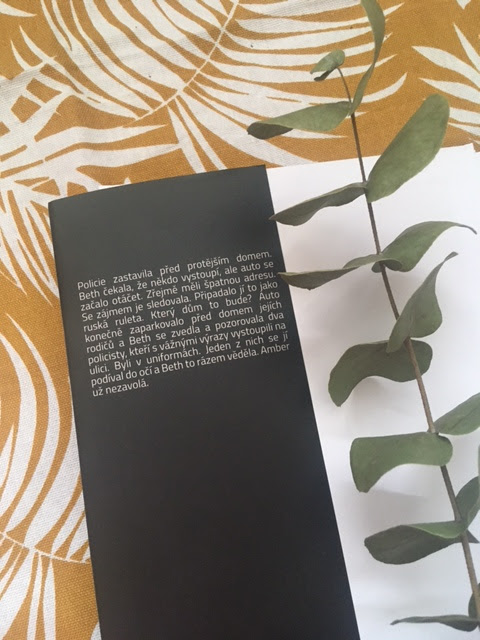 Policie zastavila před protějším domem.
Beth čekala, že někdo vystoupí, ale auto se
začalo otáčet. Zřejmě měli špatnou adresu.
Se zájmem je sledovala. Připadalo jí to jako
ruská ruleta. Který dům to bude? Auto
konečně zaparkovalo před domem jejich
rodičů a Beth se zvedla a pozorovala dva
policisty, kteří s vážnými výrazy vystoupili na
ulici. Byli v uniformách. Jeden z nich se jí
podíval do očí a Beth to rázem věděla. Amber
už nezavolá.